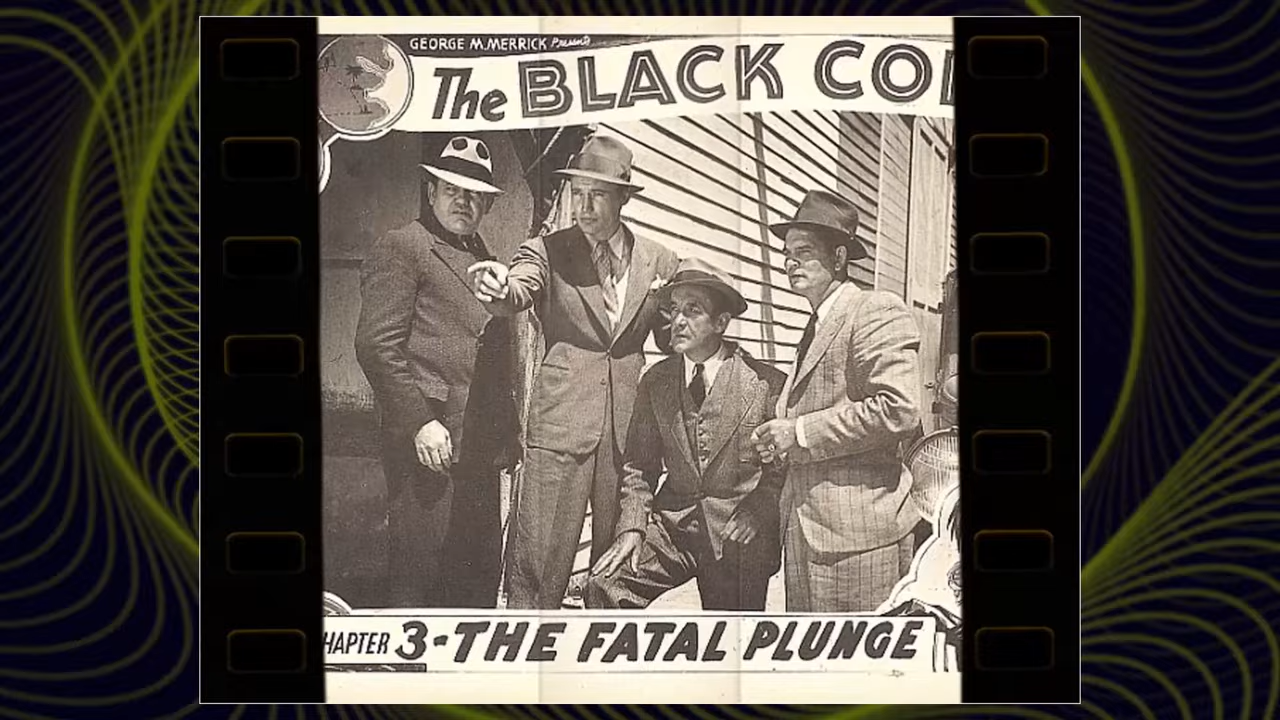 GEORGE M. MERRICK Presents
The BLACK CO
HAPTER 3-THE FATAL PLUNGE